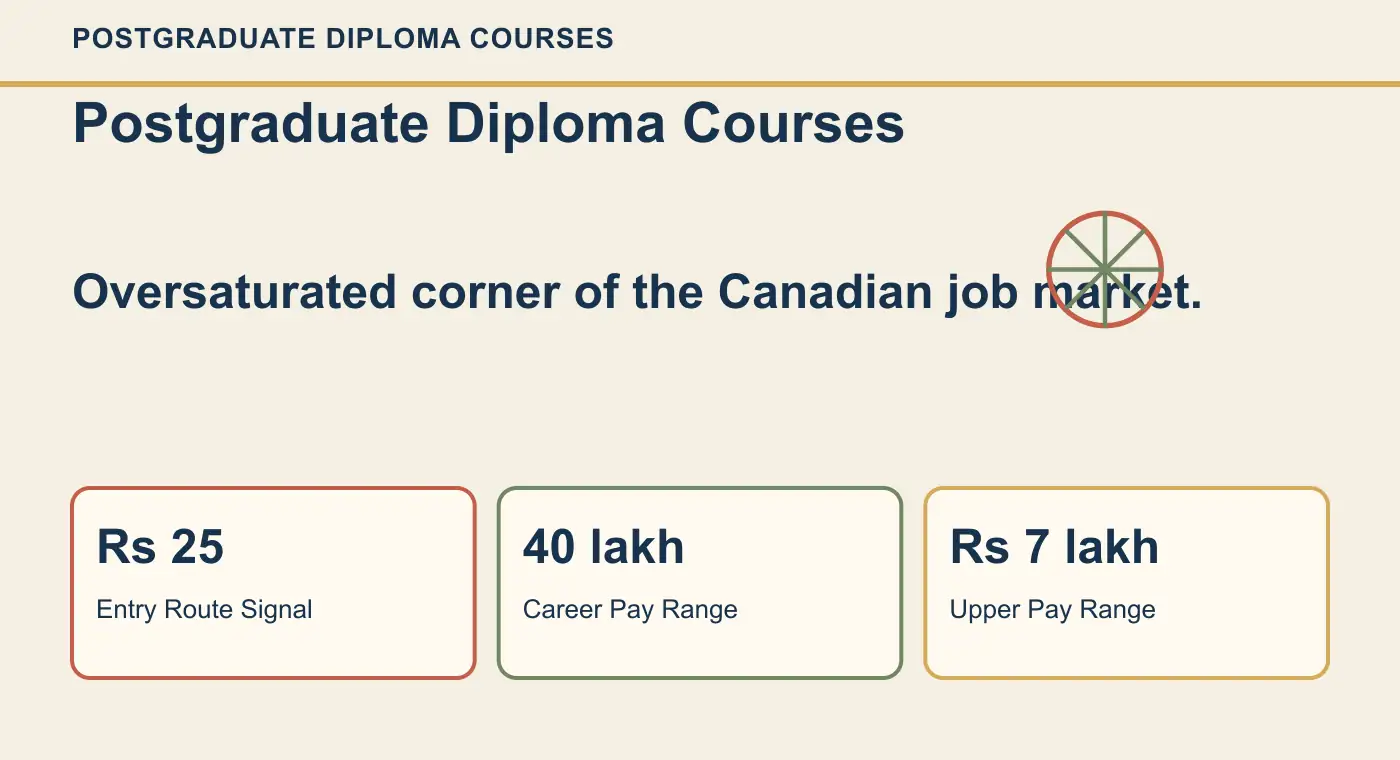 POSTGRADUATE DIPLOMA COURSES
Postgraduate Diploma Courses
Oversaturated corner of the Canadian job market.
Rs 25
Entry Route Signal
40 lakh
Career Pay Range
Rs 7 lakh
Upper Pay Range